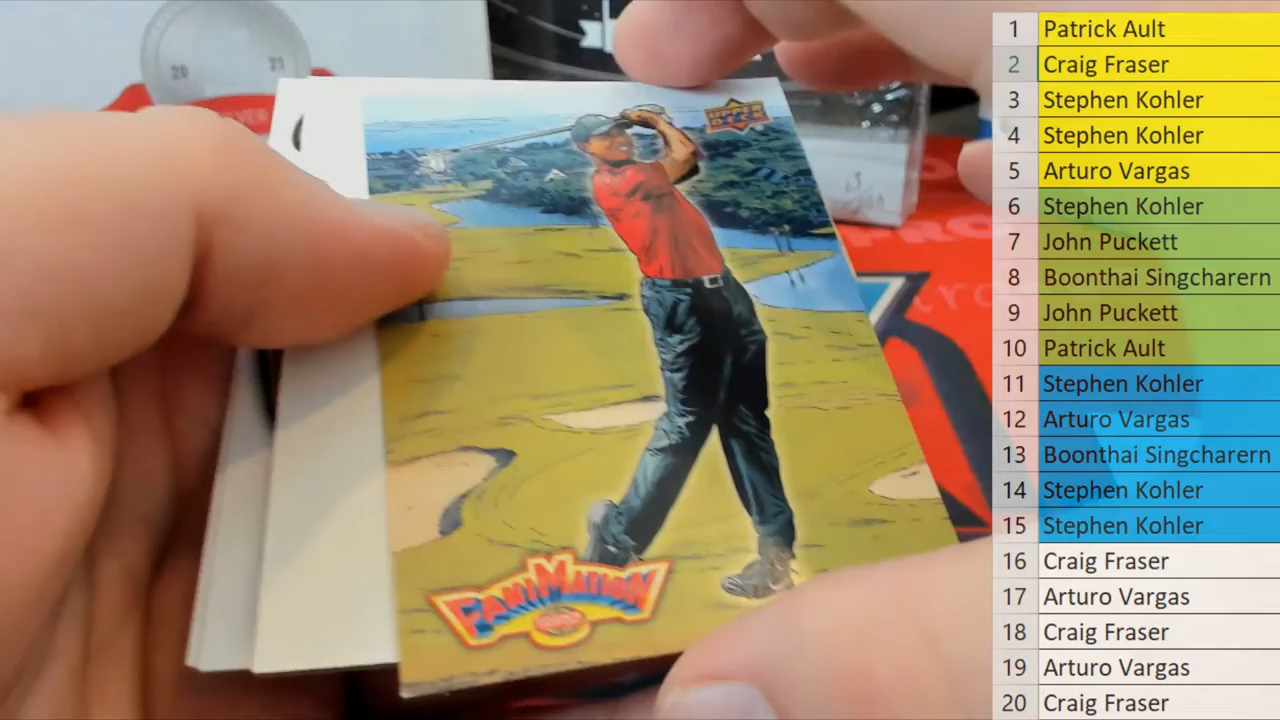 20 21
UPPER
DECK
FANIMATION
PRO
1 Patrick Ault
2 Craig Fraser
3 Stephen Kohler
4 Stephen Kohler
5 Arturo Vargas
6 Stephen Kohler
7 John Puckett
8 Boonthai Singcharern
9 John Puckett
10 Patrick Ault
11 Stephen Kohler
12 Arturo Vargas
13 Boonthai Singcharern
14 Stephen Kohler
15 Stephen Kohler
16 Craig Fraser
17 Arturo Vargas
18 Craig Fraser
19 Arturo Vargas
20 Craig Fraser